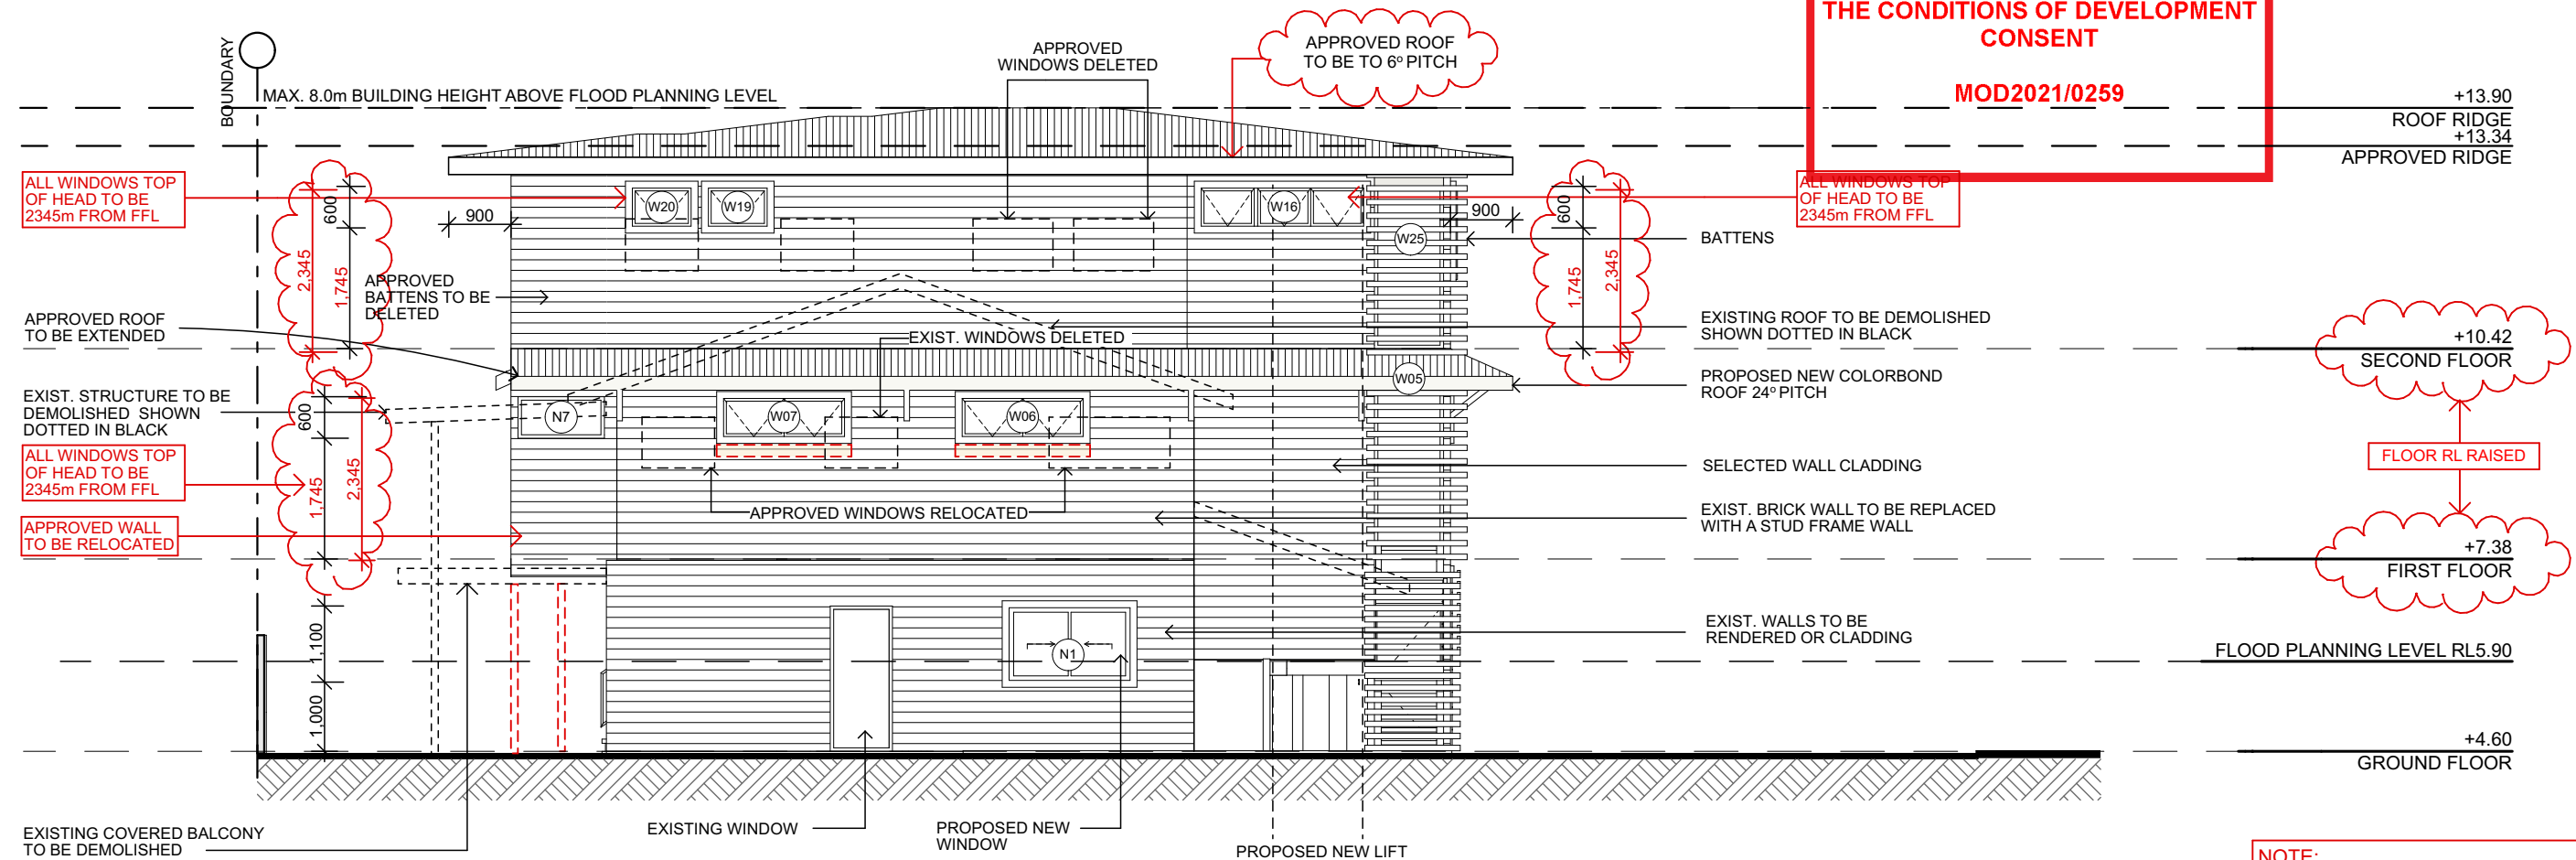 THE CONDITIONS OF DEVELOPMENT
CONSENT
MOD2021/0259
BOUNDARY
MAX. 8.0m BUILDING HEIGHT ABOVE FLOOD PLANNING LEVEL
APPROVED
WINDOWS DELETED
APPROVED ROOF
TO BE TO 6º PITCH
+13.90
ROOF RIDGE
+13.34
APPROVED RIDGE
ALL WINDOWS TOP
OF HEAD TO BE
2345m FROM FFL
600
2,345
1,745
900
W20
W19
W16
W25
900
600
1,745
2,345
ALL WINDOWS TOP
OF HEAD TO BE
2345m FROM FFL
BATTENS
APPROVED
BATTENS TO BE
DELETED
APPROVED ROOF
TO BE EXTENDED
EXIST. WINDOWS DELETED
EXISTING ROOF TO BE DEMOLISHED
SHOWN DOTTED IN BLACK
+10.42
SECOND FLOOR
W05
PROPOSED NEW COLORBOND
ROOF 24º PITCH
EXIST. STRUCTURE TO BE
DEMOLISHED SHOWN
DOTTED IN BLACK
600
1,745
2,345
N7
W07
W06
ALL WINDOWS TOP
OF HEAD TO BE
2345m FROM FFL
SELECTED WALL CLADDING
FLOOR RL RAISED
APPROVED WINDOWS RELOCATED
EXIST. BRICK WALL TO BE REPLACED
WITH A STUD FRAME WALL
APPROVED WALL
TO BE RELOCATED
+7.38
FIRST FLOOR
1,100
1,000
N1
EXIST. WALLS TO BE
RENDERED OR CLADDING
FLOOD PLANNING LEVEL RL5.90
+4.60
GROUND FLOOR
EXISTING COVERED BALCONY
TO BE DEMOLISHED
EXISTING WINDOW
PROPOSED NEW
WINDOW
PROPOSED NEW LIFT
NOTE: